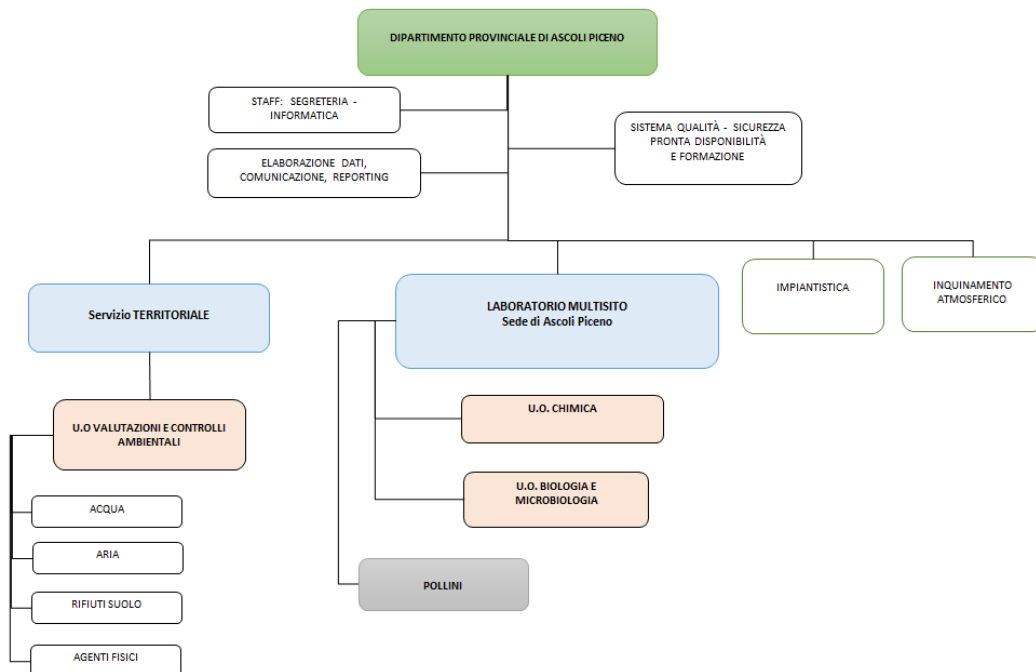 DIPARTIMENTO PROVINCIALE DI ASCOLI PICENO
STAFF: SEGRETERIA -
INFORMATICA
SISTEMA QUALITÀ - SICUREZZA
PRONTA DISPONIBILITÀ
E FORMAZIONE
ELABORAZIONE DATI,
COMUNICAZIONE, REPORTING
Servizio TERRITORIALE
LABORATORIO MULTISITO
Sede di Ascoli Piceno
IMPIANTISTICA
INQUINAMENTO
ATMOSFERICO
U.O VALUTAZIONI E CONTROLLI
AMBIENTALI
U.O. CHIMICA
U.O. BIOLOGIA E
MICROBIOLOGIA
ACQUA
ARIA
RIFIUTI SUOLO
AGENTI FISICI
POLLINI